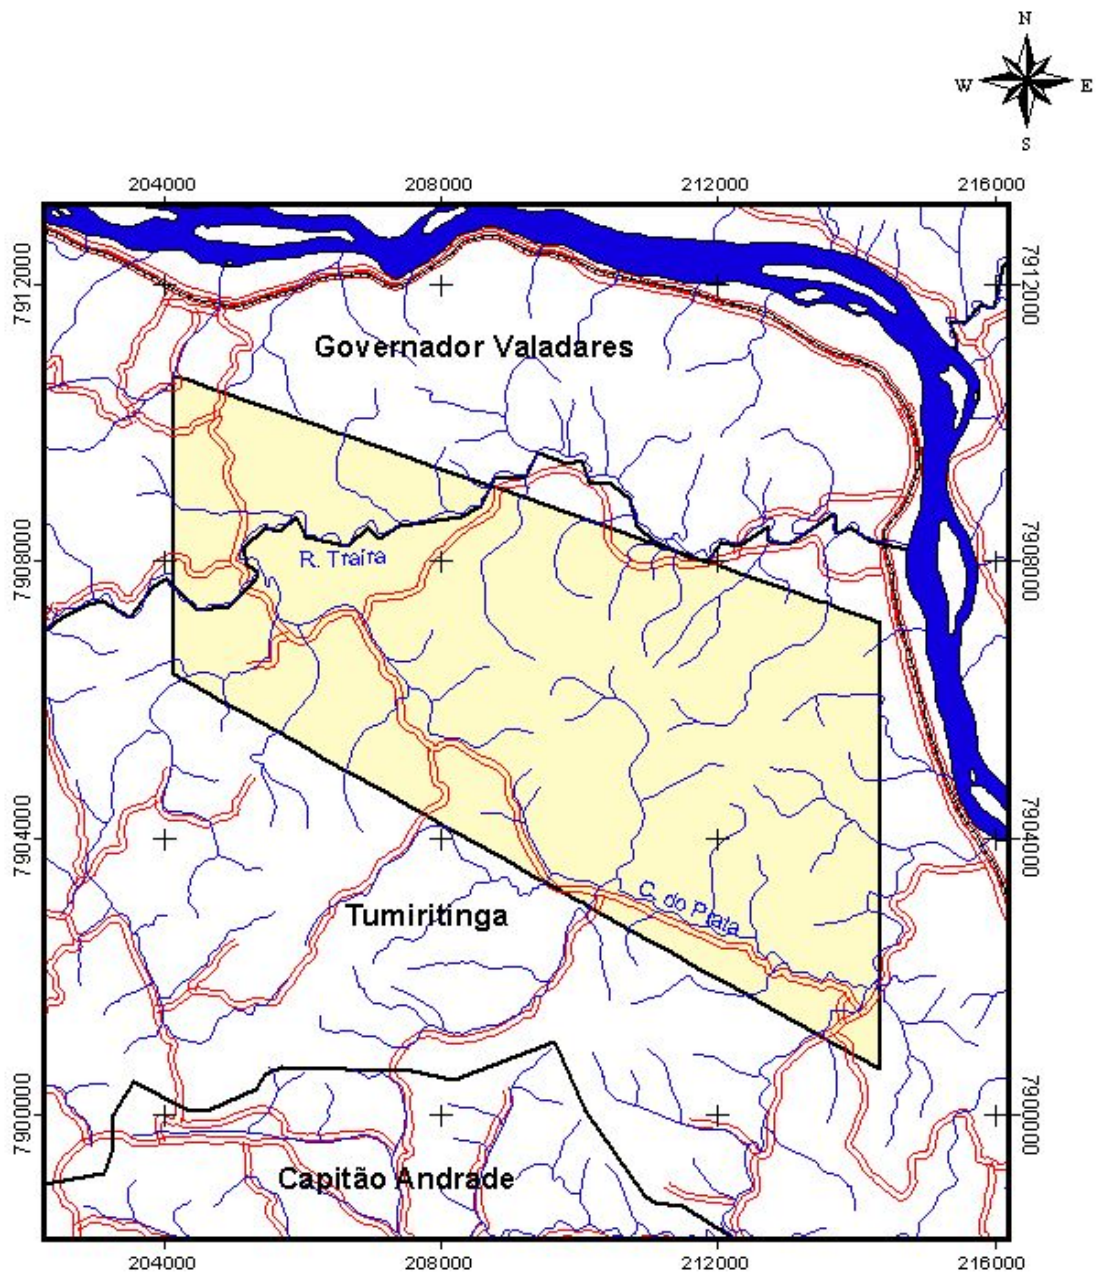 N
W E
S
204000 208000 212000 216000
7912000 7912000
Governador Valadares
7908000 7908000
R. Traíra
7904000 7904000
C. do Prata
Tumiritinga
7900000 7900000
Capitão Andrade
204000 208000 212000 216000